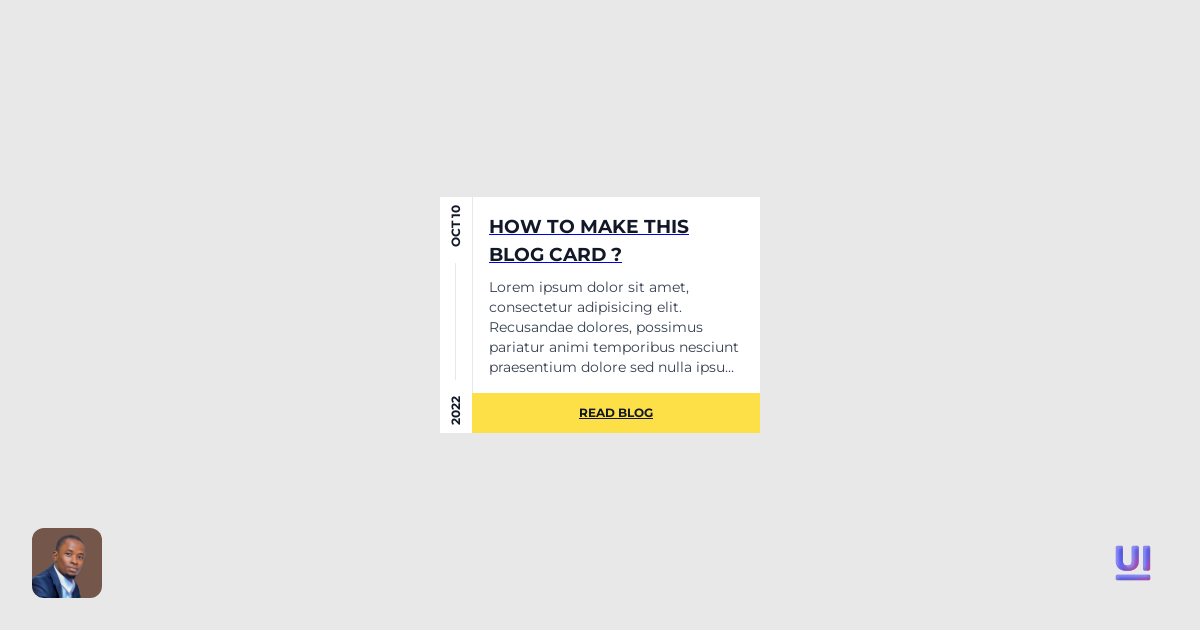 OCT 10
2022
HOW TO MAKE THIS
BLOG CARD ?
Lorem ipsum dolor sit amet,
consectetur adipisicing elit.
Recusandae dolores, possimus
pariatur animi temporibus nesciunt
praesentium dolore sed nulla ipsu...
READ BLOG
UI